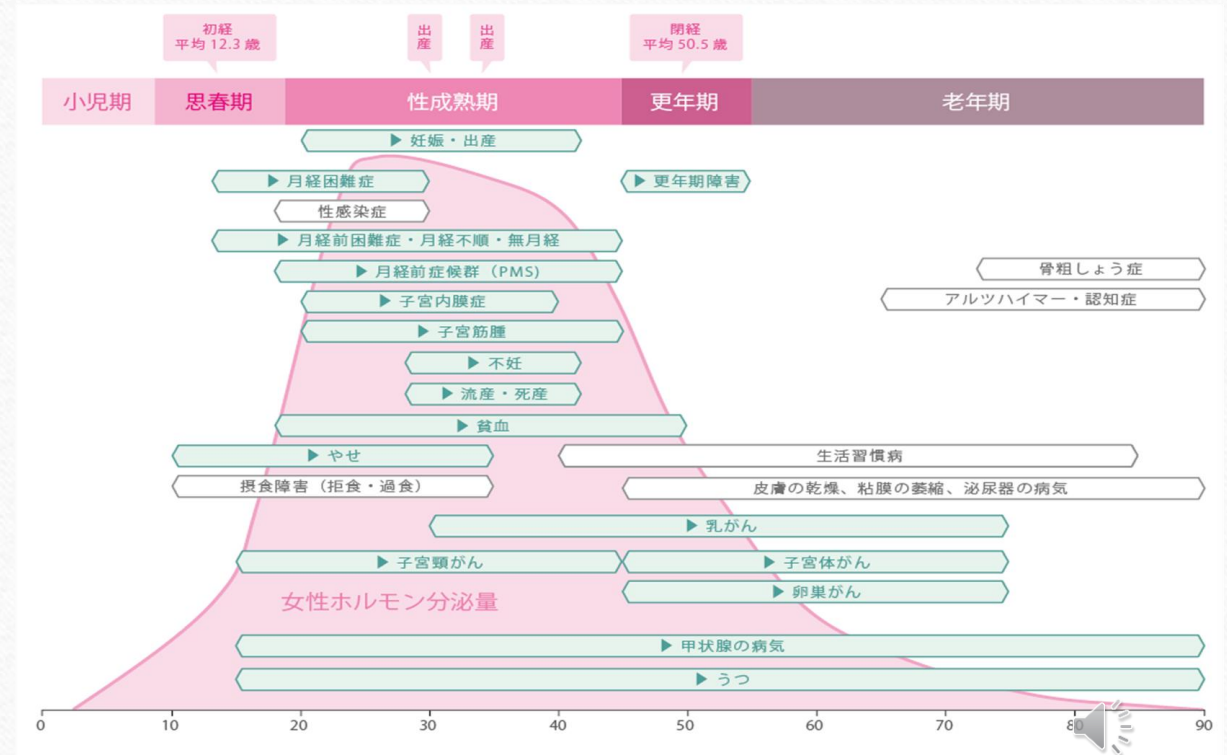 初経
平均 12.3 歳
出産
出産
閉経
平均 50.5 歳
小児期 思春期 性成熟期 更年期 老年期
▶ 妊娠・出産
▶ 月経困難症 ▶ 更年期障害
性感染症
▶ 月経前困難症・月経不順・無月経
▶ 月経前症候群（PMS) 骨粗しょう症
▶ 子宮内膜症 アルツハイマー・認知症
▶ 子宮筋腫
▶ 不妊
▶ 流産・死産
▶ 貧血
▶ やせ 生活習慣病
摂食障害（拒食・過食） 皮膚の乾燥、粘膜の萎縮、泌尿器の病気
▶ 乳がん
▶ 子宮頸がん ▶ 子宮体がん
▶ 卵巣がん
女性ホルモン分泌量
▶ 甲状腺の病気
▶ うつ
0 10 20 30 40 50 60 70 80 90